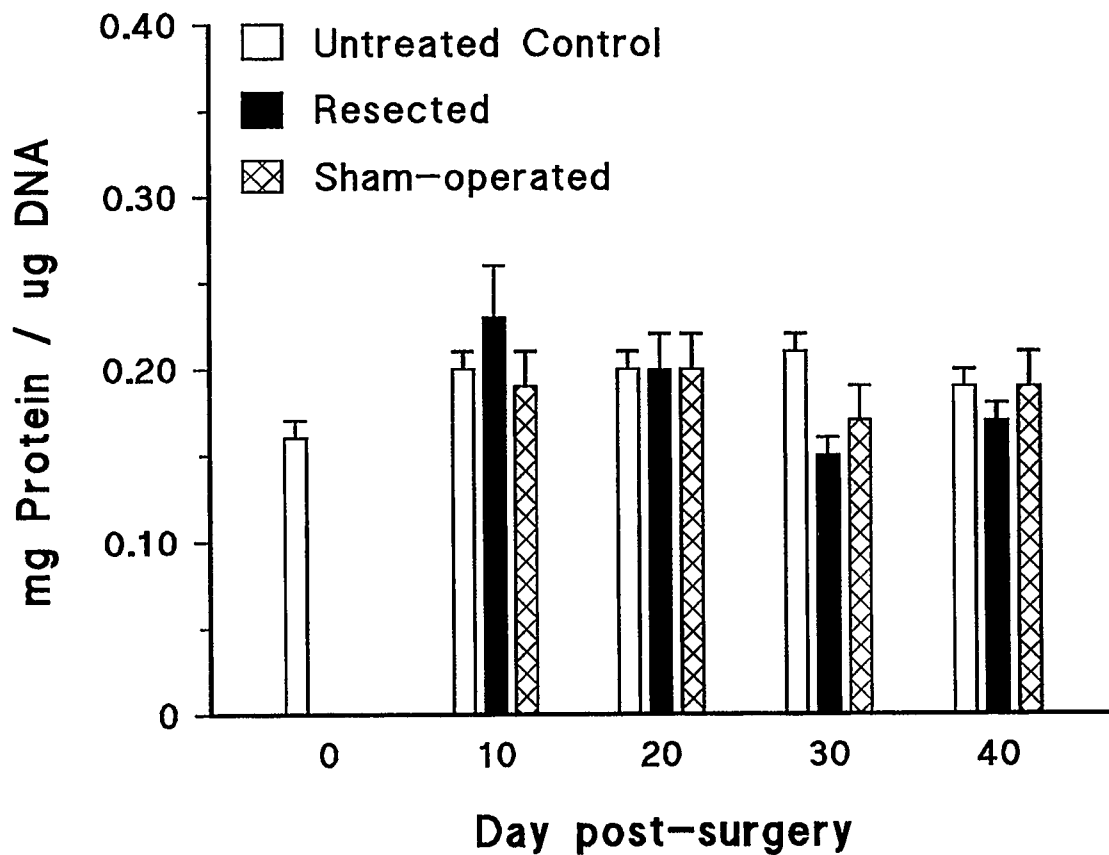 0.40
0.30
0.20
0.10
0
mg Protein / ug DNA
Untreated Control
Resected
Sham-operated
0 10 20 30 40
Day post-surgery